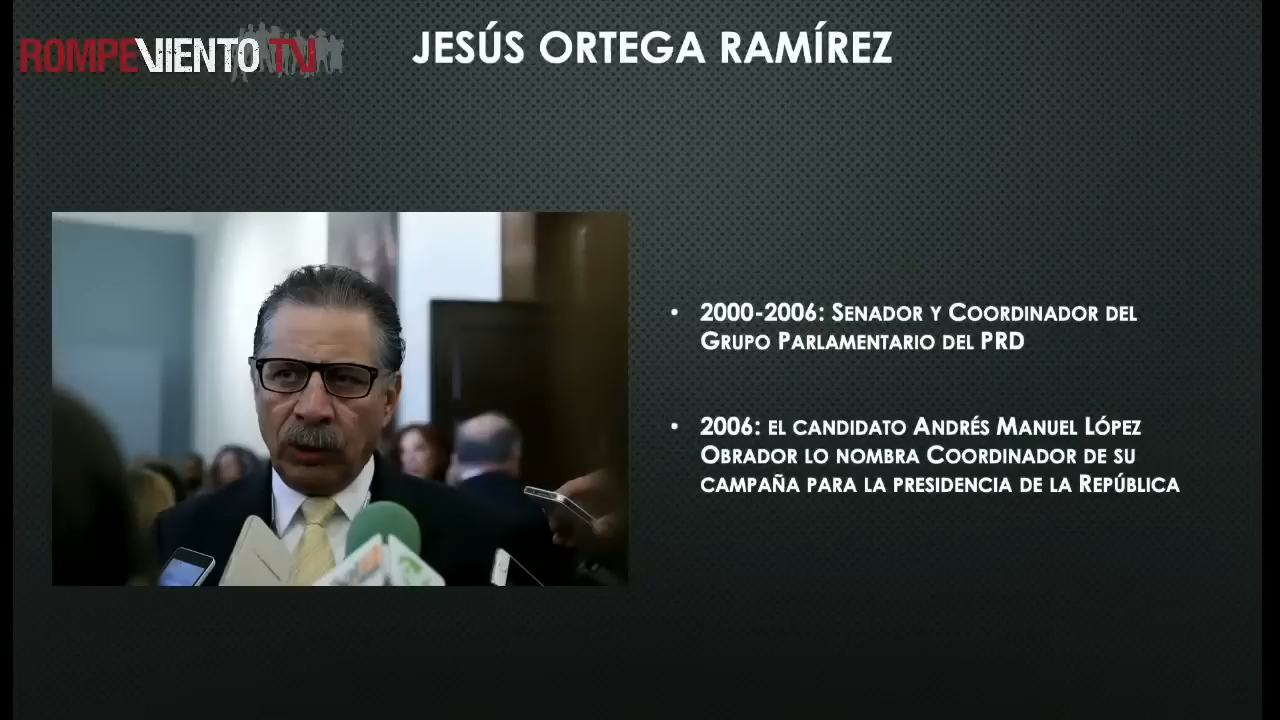 ROMPEVIENTO TV
JESÚS ORTEGA RAMÍREZ
• 2000-2006: SENADOR Y COORDINADOR DEL
GRUPO PARLAMENTARIO DEL PRD
• 2006: EL CANDIDATO ANDRÉS MANUEL LÓPEZ
OBRADOR LO NOMBRA COORDINADOR DE SU
CAMPAÑA PARA LA PRESIDENCIA DE LA REPÚBLICA